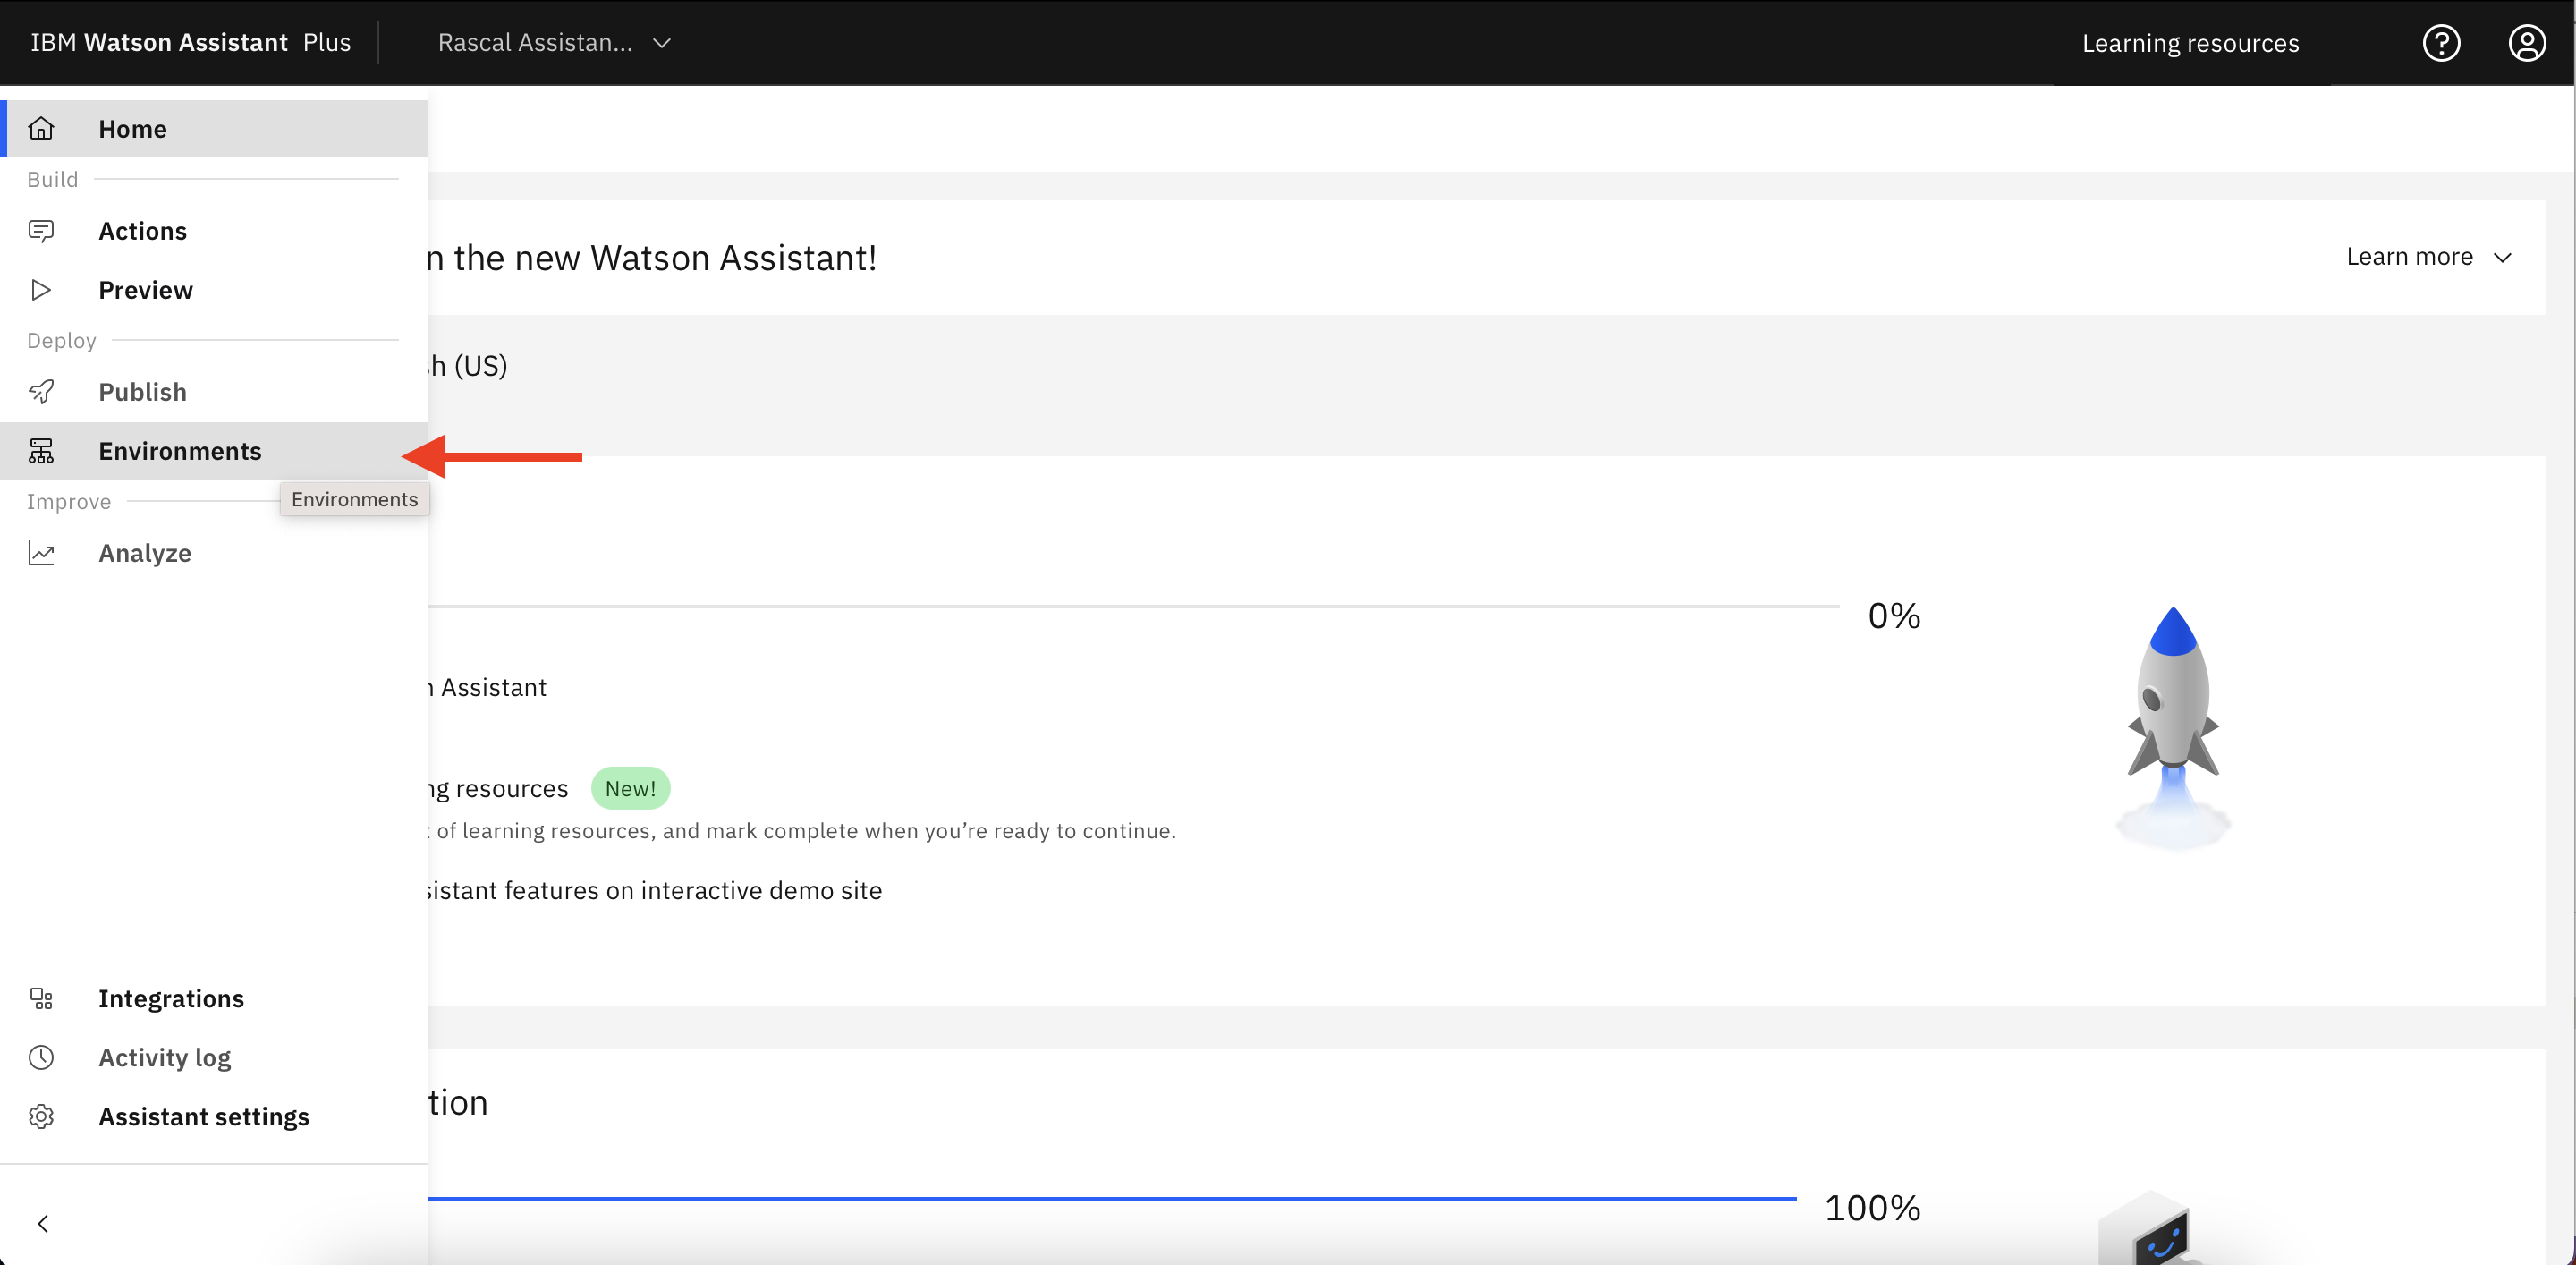 IBM Watson Assistant Plus
Rascal Assistan...
Learning resources
Home
Build
Actions
Preview
Deploy
Publish
Environments
Environments
Improve
Analyze
Integrations
Activity log
Assistant settings
n the new Watson Assistant!
Learn more
sh (US)
0%
n Assistant
ng resources New!
t of learning resources, and mark complete when you're ready to continue.
sistant features on interactive demo site
tion
100%